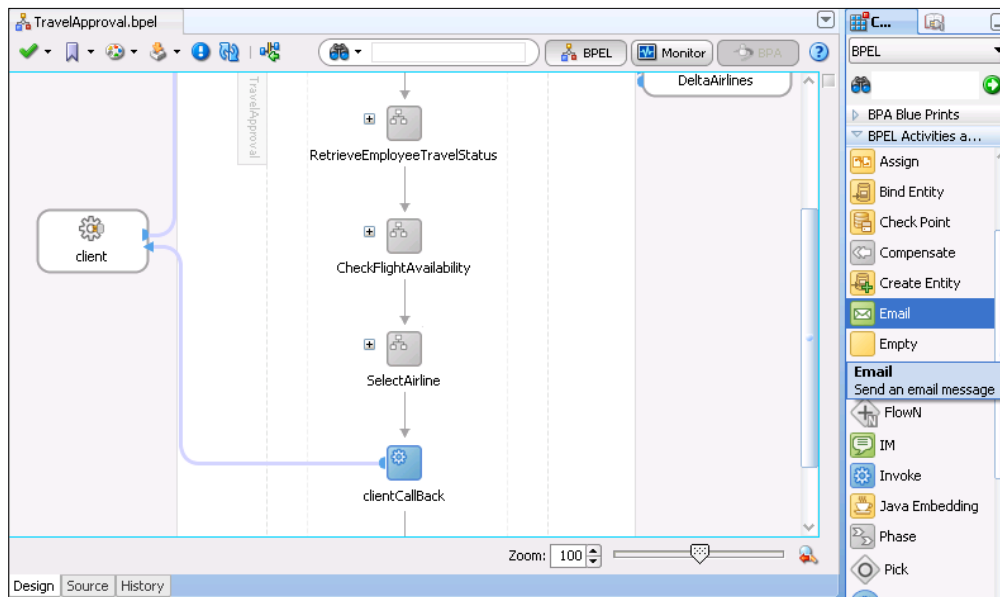 TravelApproval.bpel
C...
BPEL
Monitor
BPA
BPEL
TravelApproval
DeltaAirlines
BPA Blue Prints
BPEL Activities a...
RetrieveEmployeeTravelStatus
Assign
Bind Entity
Check Point
client
CheckFlightAvailability
Compensate
Create Entity
Email
Empty
Email
Send an email message
SelectAirline
FlowN
IM
Invoke
clientCallBack
Java Embedding
Phase
Pick
Zoom: 100
Design Source History